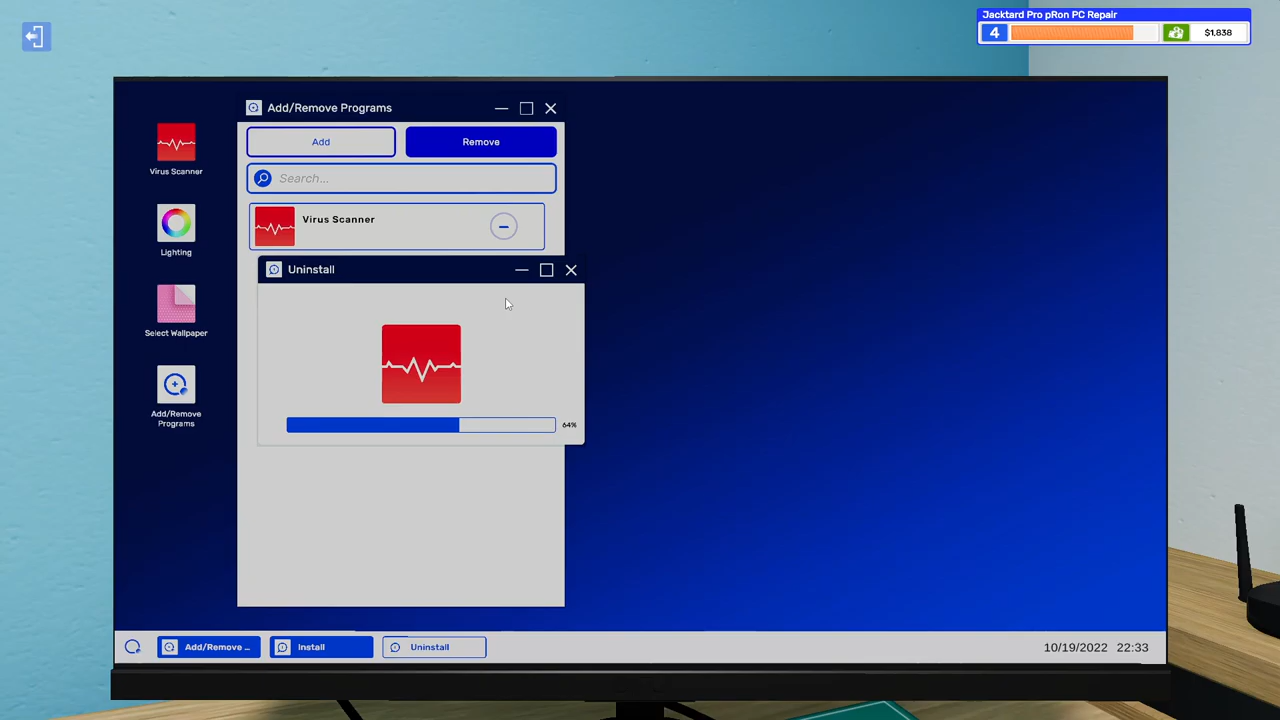 Jacktard Pro pRon PC Repair
4
$1,838
Add/Remove Programs
Add
Remove
Search...
Virus Scanner
Virus Scanner
Lighting
Uninstall
Select Wallpaper
Add/Remove
Programs
64%
Add/Remove ...
Install
Uninstall
10/19/2022 22:33